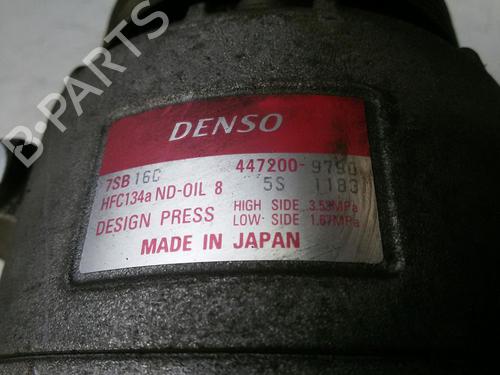 B-PARTS
DENSO
7SB16C 447200-9790
HFC134a ND-OIL 8 5S 1183
DESIGN PRESS HIGH SIDE 3.53MPa
LOW SIDE 1.67MPa
MADE IN JAPAN